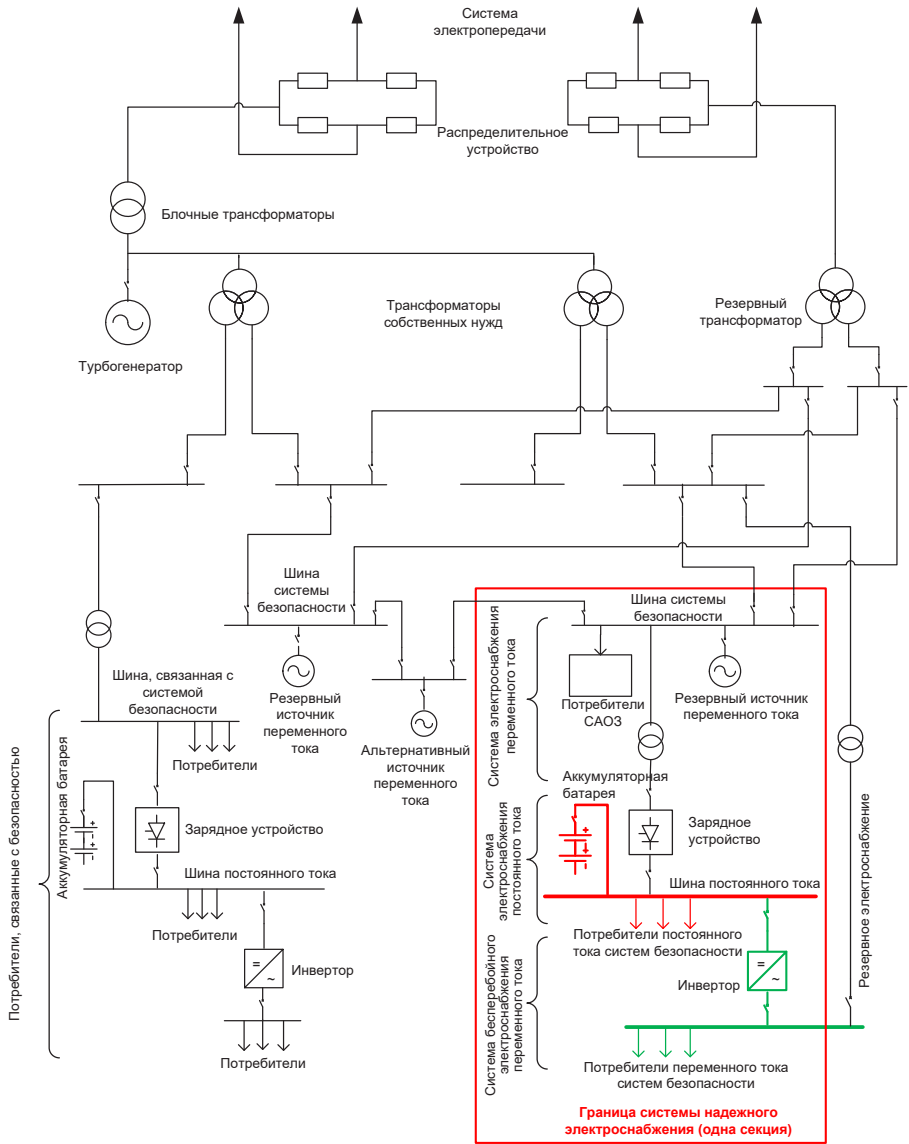 Система
электропередачи
Распределительное
устройство
Блочные трансформаторы
Трансформаторы
собственных нужд
Резервный
трансформатор
Турбогенератор
Шина
системы
безопасности
Шина системы
безопасности
Резервный
источник
переменного
тока
Альтернативный
источник
переменного
тока
Шина, связанная с
системой
безопасности
Потребители
Аккумуляторная батарея
Потребители, связанные с безопасностью
Зарядное устройство
Шина постоянного тока
Потребители
Инвертор
Потребители
Система электроснабжения
переменного тока
Потребители
САОЗ
Резервный источник
переменного тока
Аккумуляторная
батарея
Зарядное
устройство
Система
электроснабжения
постоянного тока
Шина постоянного тока
Потребители постоянного
тока систем безопасности
Резервное электроснабжение
Система бесперебойного
электроснабжения
переменного тока
Инвертор
Потребители переменного тока
систем безопасности
Граница системы надежного
электроснабжения (одна секция)